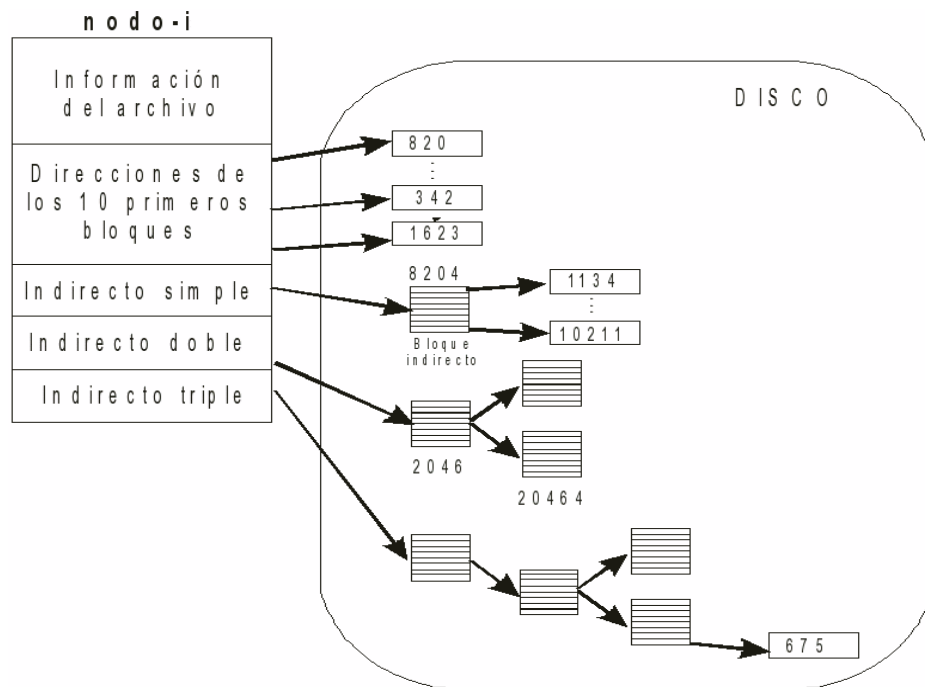 nodo-i
Información
del archivo
Direcciones de
los 10 primeros
bloques
Indirecto simple
Indirecto doble
Indirecto triple
DISCO
820
342
1623
8204
Bloque
indirecto
1134
10211
2046
20464
675